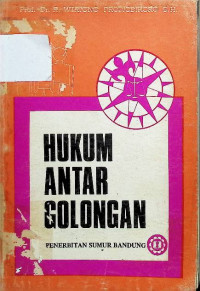 HUKUM
ANTAR
GOLONGAN
PENERBITAN SUMUR BANDUNG